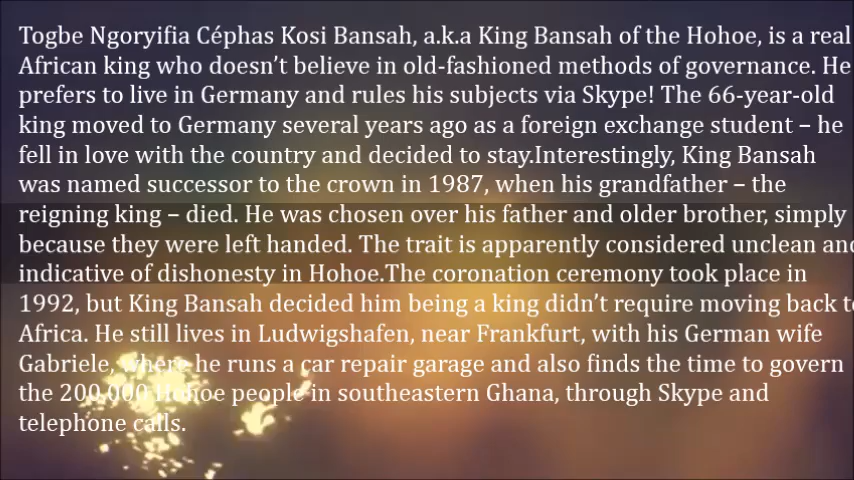 Togbe Ngoryifia Céphas Kosi Bansah, a.k.a King Bansah of the Hohoe, is a real
African king who doesn’t believe in old-fashioned methods of governance. He
prefers to live in Germany and rules his subjects via Skype! The 66-year-old
king moved to Germany several years ago as a foreign exchange student – he
fell in love with the country and decided to stay.Interestingly, King Bansah
was named successor to the crown in 1987, when his grandfather – the
reigning king – died. He was chosen over his father and older brother, simply
because they were left handed. The trait is apparently considered unclean and
indicative of dishonesty in Hohoe.The coronation ceremony took place in
1992, but King Bansah decided him being a king didn’t require moving back to
Africa. He still lives in Ludwigshafen, near Frankfurt, with his German wife
Gabriele, where he runs a car repair garage and also finds the time to govern
the 200,000 Hohoe people in southeastern Ghana, through Skype and
telephone calls.